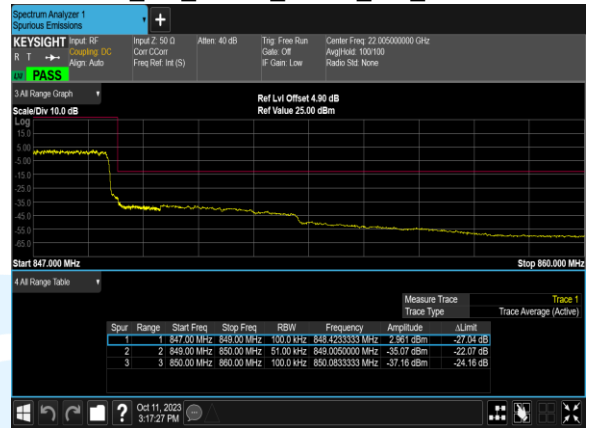 Spectrum Analyzer 1
Spurious Emissions
KEYSIGHT Input: RF Input Z: 50 Ω Atten: 40 dB Trig: Free Run Center Freq: 22.005000000 GHz
R T Coupling: DC Corr CCorr Gate: Off Avg|Hold: 100/100
Align: Auto Freq Ref: Int (S) IF Gain: Low Radio Std: None
PASS
3 All Range Graph
Ref Lvl Offset 4.90 dB
Scale/Div 10.0 dB Ref Value 25.00 dBm
Log
15.0
5.00
-5.00
-15.0
-25.0
-35.0
-45.0
-55.0
-65.0
Start 847.000 MHz Stop 860.000 MHz
4 All Range Table
Measure Trace Trace 1
Trace Type Trace Average (Active)
Spur Range Start Freq Stop Freq RBW Frequency Amplitude ΔLimit
1 1 847.00 MHz 849.00 MHz 100.0 kHz 848.4233333 MHz 2.961 dBm -27.04 dB
2 2 849.00 MHz 850.00 MHz 51.00 kHz 849.0050000 MHz -35.07 dBm -22.07 dB
3 3 850.00 MHz 860.00 MHz 100.0 kHz 850.0833333 MHz -37.16 dBm -24.16 dB
? Oct 11, 2023
3:17:27 PM